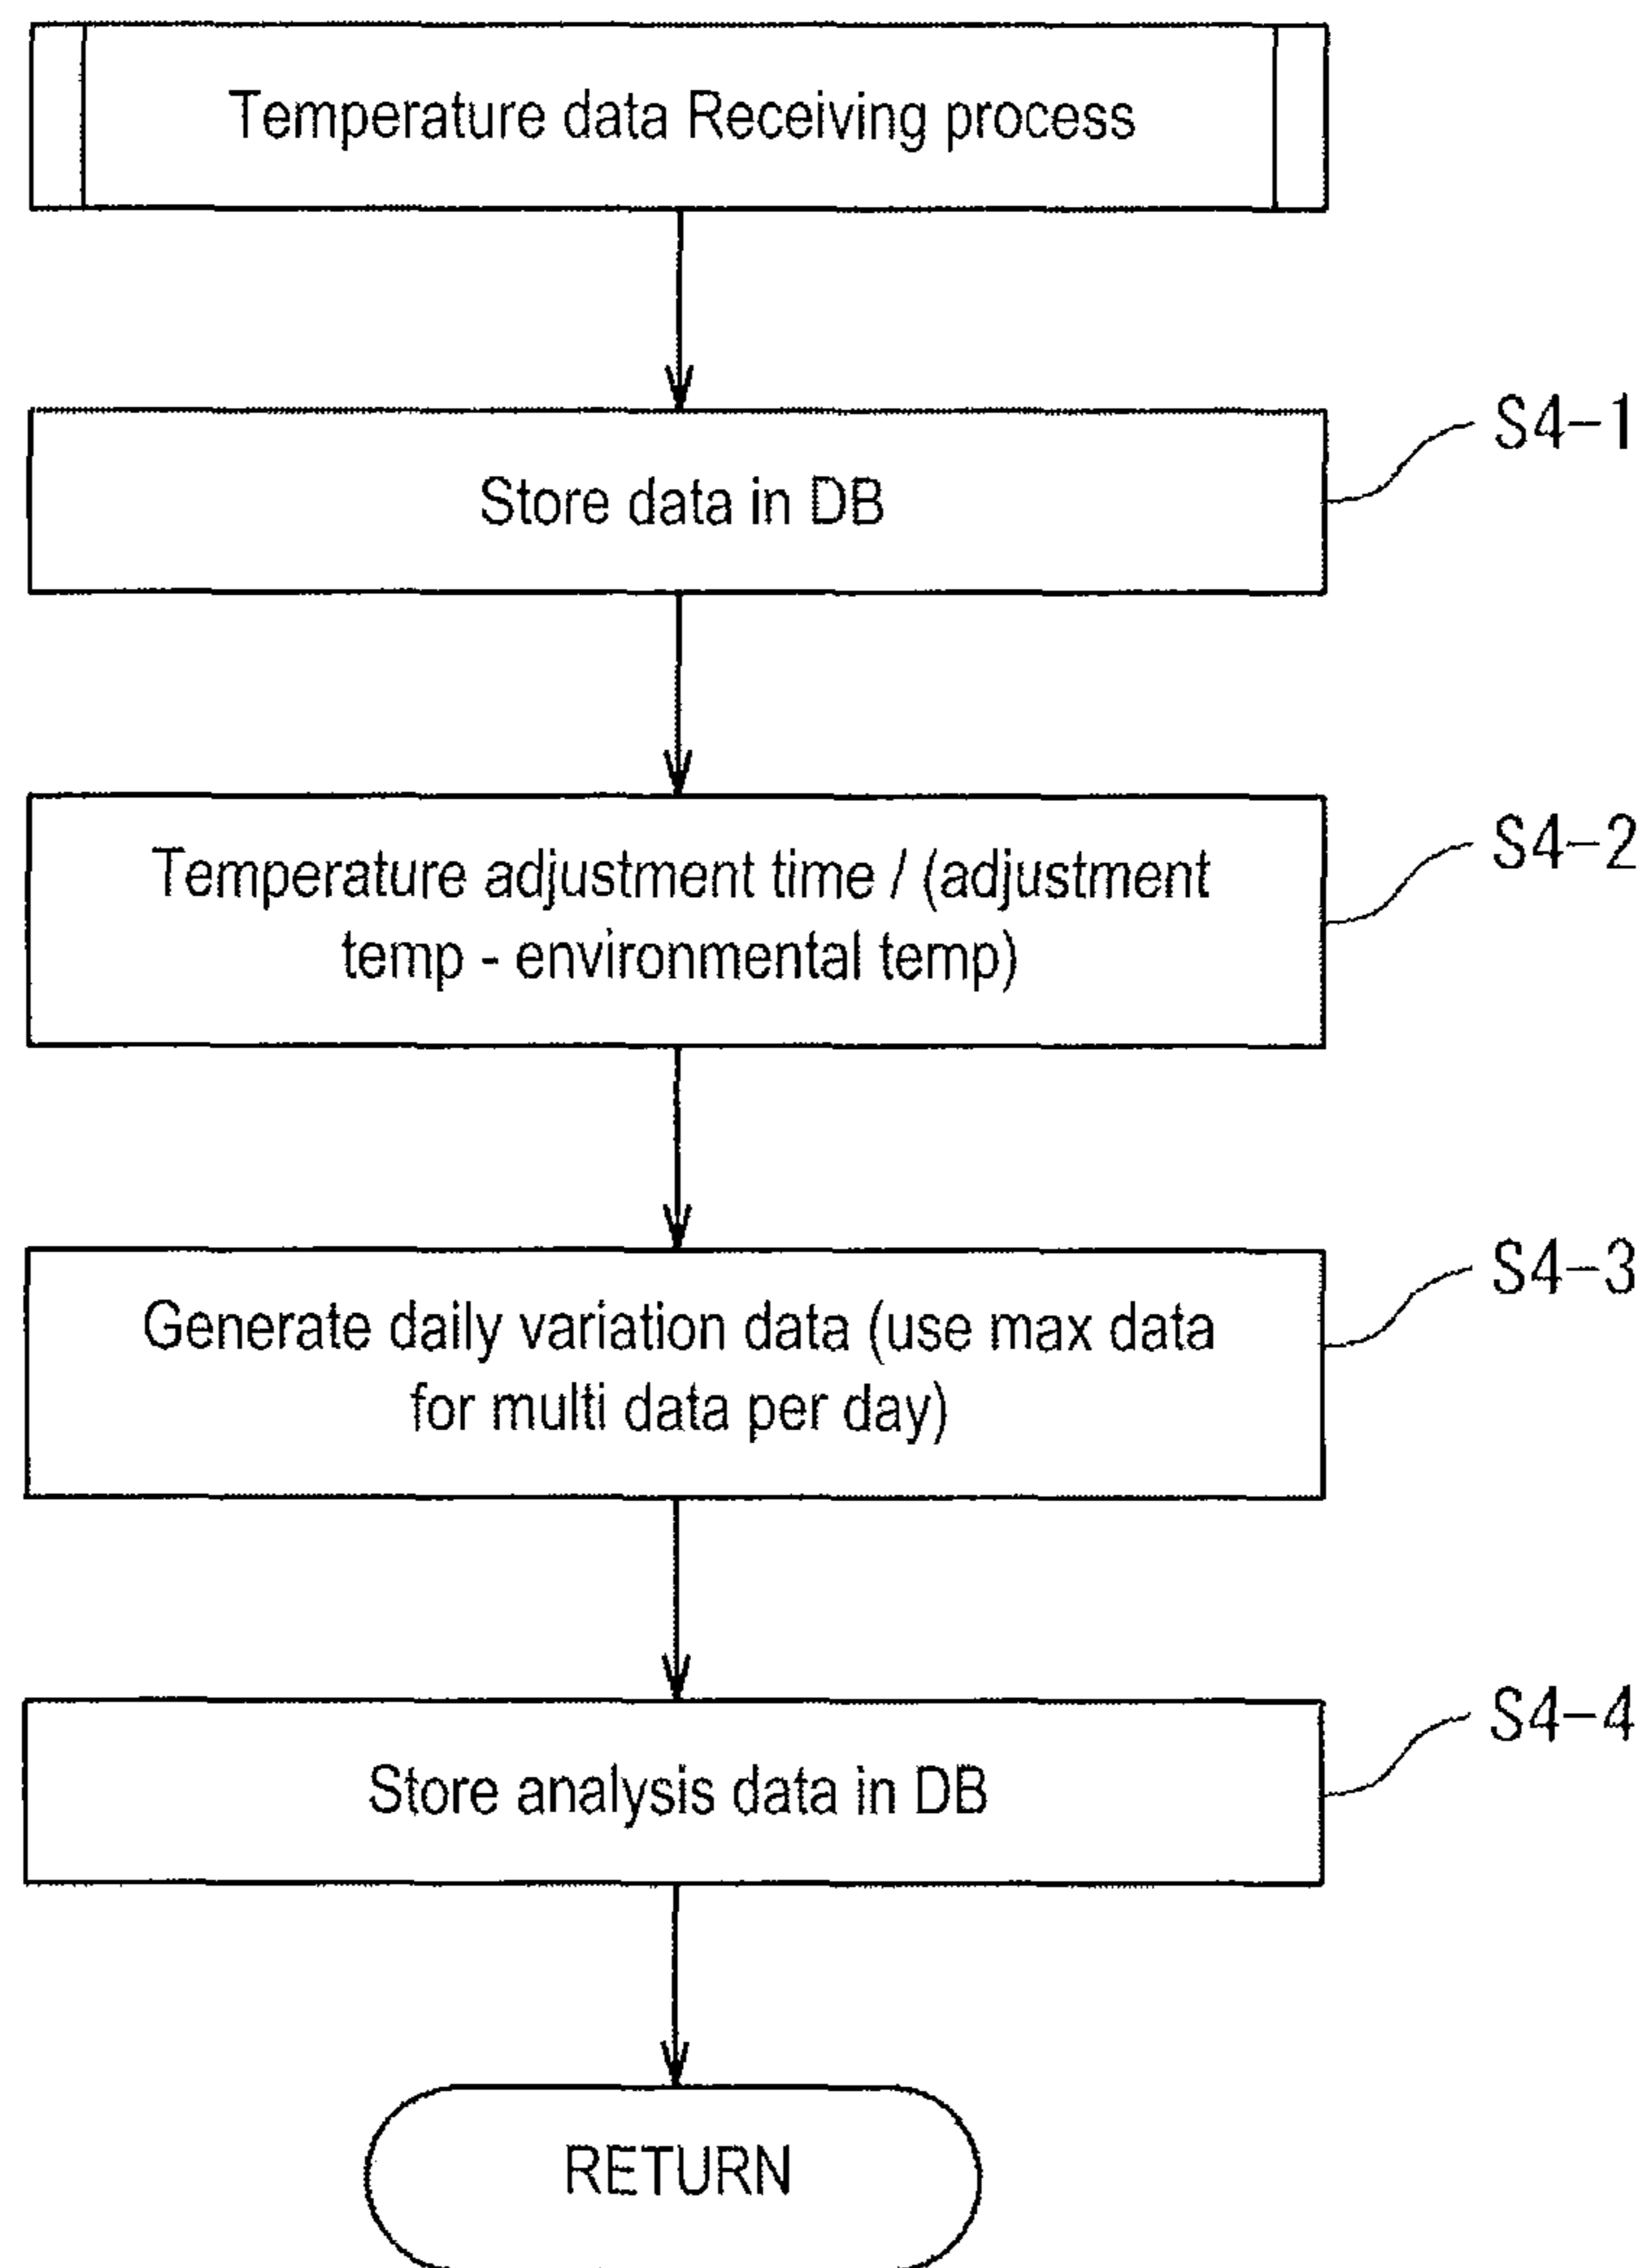 Temperature data Receiving process
S4-1
Store data in DB
S4-2
Temperature adjustment time / (adjustment
temp - environmental temp)
S4-3
Generate daily variation data (use max data
for multi data per day)
S4-4
Store analysis data in DB
RETURN